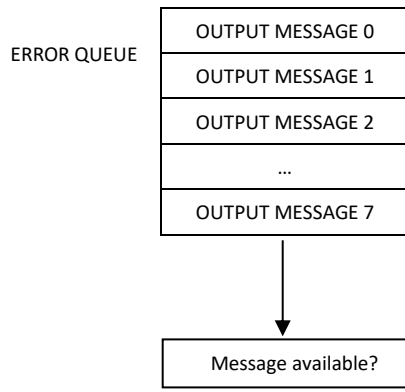 OUTPUT MESSAGE 0
ERROR QUEUE
OUTPUT MESSAGE 1
OUTPUT MESSAGE 2
...
OUTPUT MESSAGE 7
Message available?